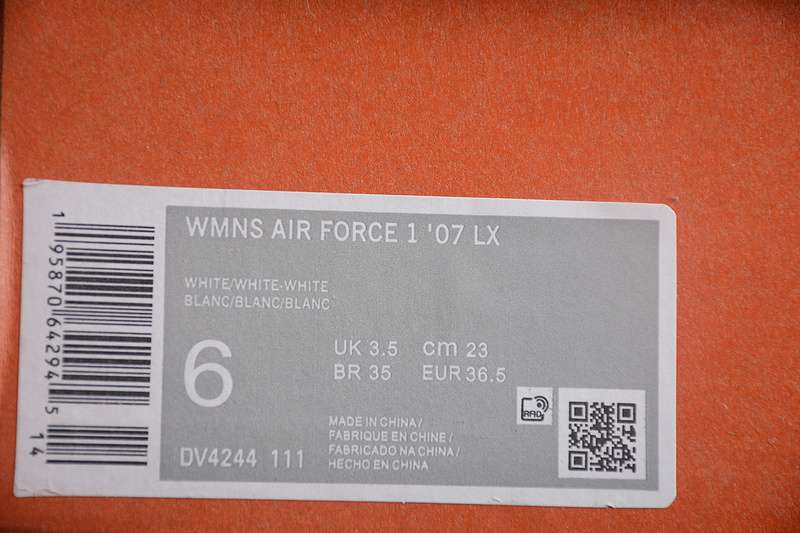 WMNS AIR FORCE 1 '07 LX
WHITE/WHITE-WHITE
BLANC/BLANC/BLANC
6
UK 3.5 cm 23
BR 35 EUR 36.5
MADE IN CHINA/
FABRIQUE EN CHINE/
FABRICADO NA CHINA/
HECHO EN CHINA
DV4244 111
1 95870 64294 5 14